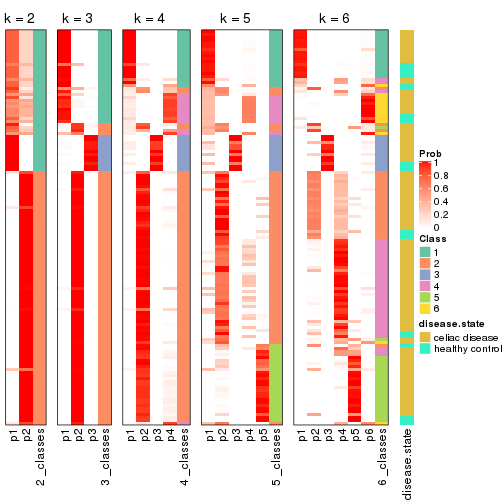 k = 2 k = 3 k = 4 k = 5 k = 6
Prob
1
0.8
0.6
0.4
0.2
0
Class
1
2
3
4
5
6
disease.state
celiac disease
healthy control
p1 p2 2_classes p1 p2 p3 3_classes p1 p2 p3 p4 4_classes p1 p2 p3 p4 p5 5_classes p1 p2 p3 p4 p5 p6 6_classes disease.state